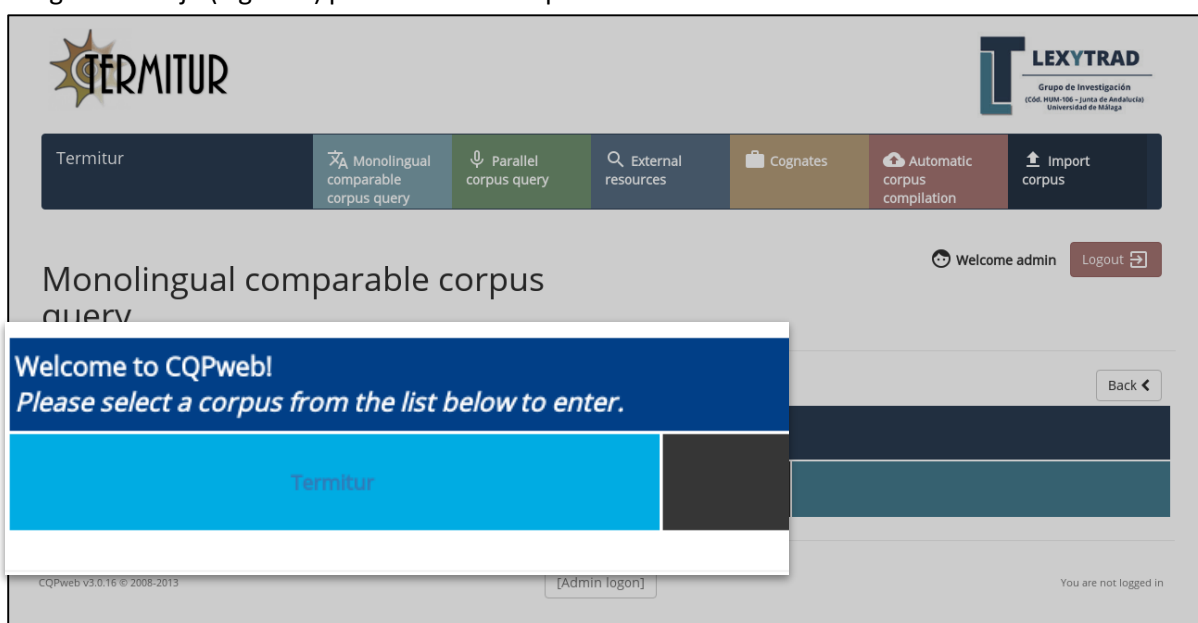 TERMITUR
LEXYTRAD
Grupo de Investigación
(Cód. HUM-106 – Junta de Andalucía)
Universidad de Málaga
Termitur
Monolingual
comparable
corpus query
Parallel
corpus query
External
resources
Cognates
Automatic
corpus
compilation
Import
corpus
Welcome admin
Logout
Monolingual comparable corpus
query
Welcome to CQPweb!
Please select a corpus from the list below to enter.
Back
Termitur
CQPweb v3.0.16 © 2008-2013
[Admin logon]
You are not logged in